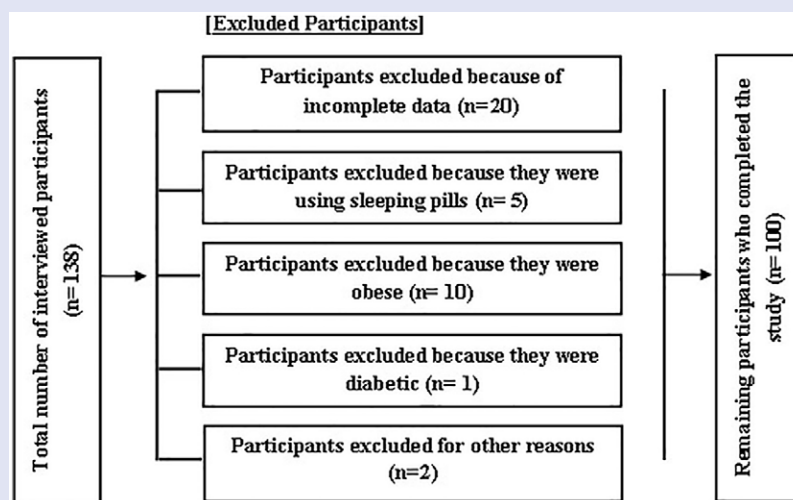 [Excluded Participants]
Total number of interviewed participants
(n=138)
Participants excluded because of
incomplete data (n=20)
Participants excluded because they were
using sleeping pills (n= 5)
Participants excluded because they were
obese (n= 10)
Participants excluded because they were
diabetic (n= 1)
Participants excluded for other reasons
(n=2)
Remaining participants who completed the
study (n=100)